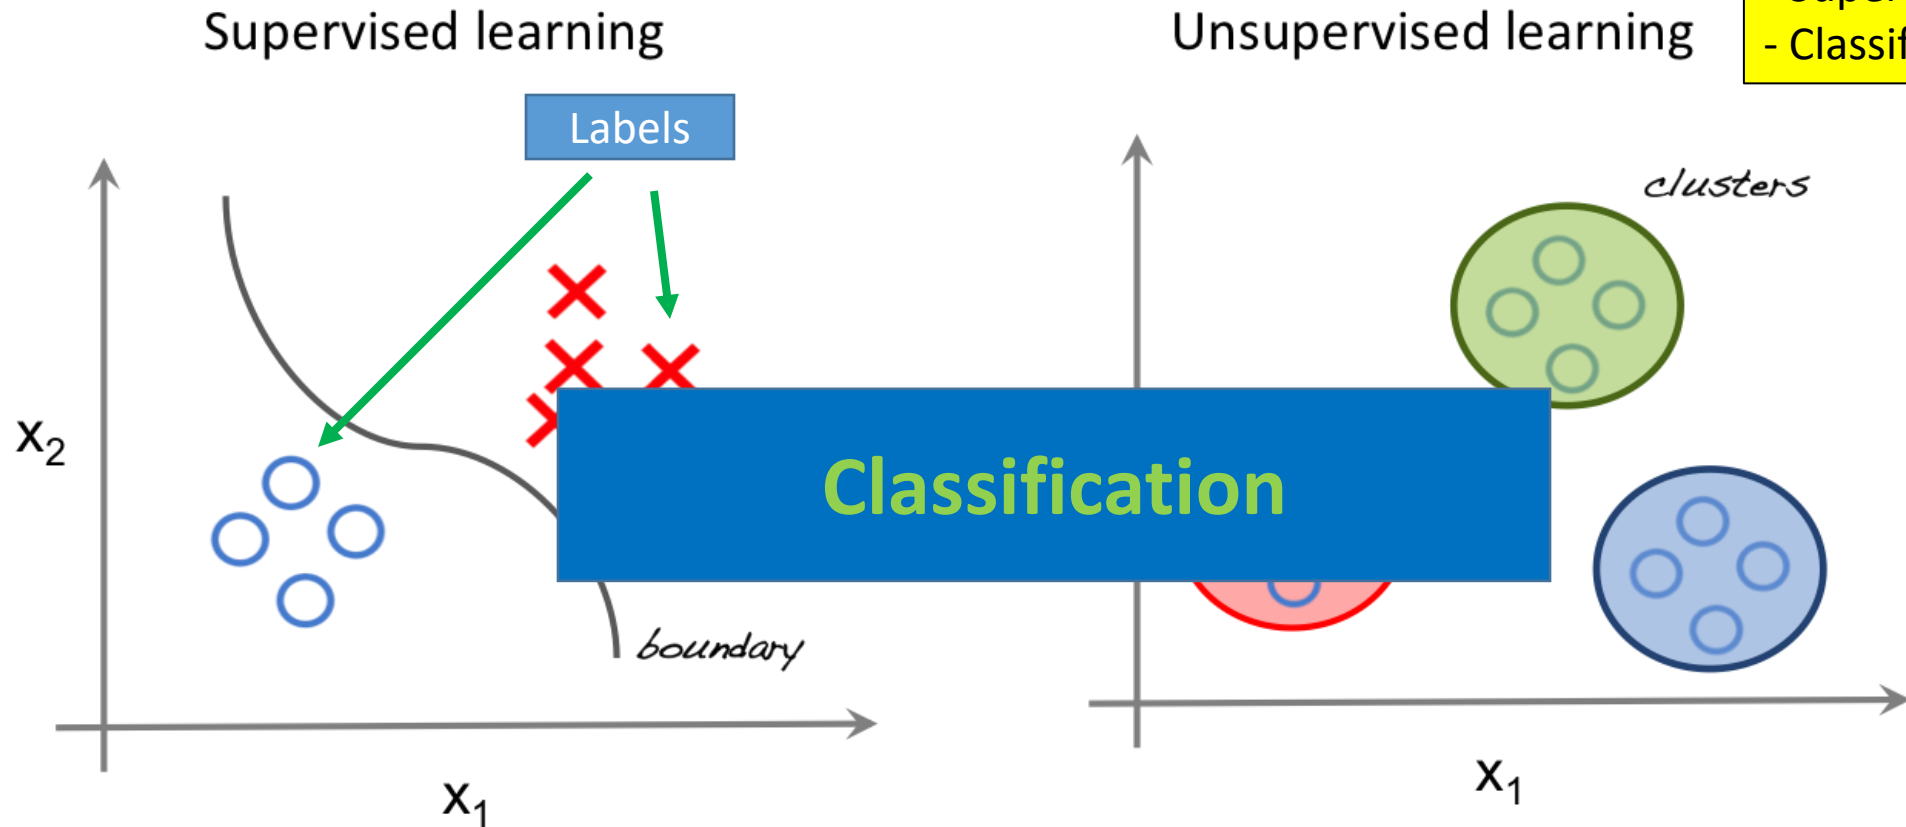 Supervised learning
Unsupervised learning
- Classif
Labels
clusters
x₂
Classification
boundary
x₁
x₁